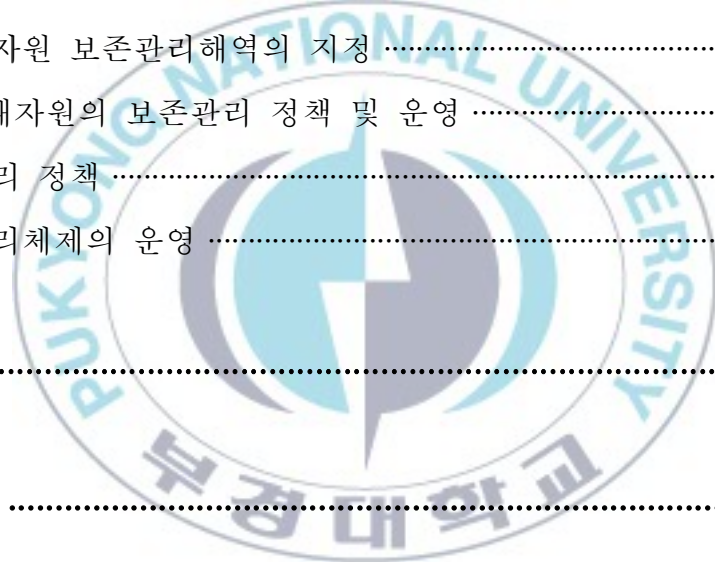 자원 보존관리해역의 지정 ································
해자원의 보존관리 정책 및 운영 ························
리 정책 ························································
리체제의 운영 ················································
································································
································································
PUKYONG NATIONAL UNIVERSITY
부경대학교